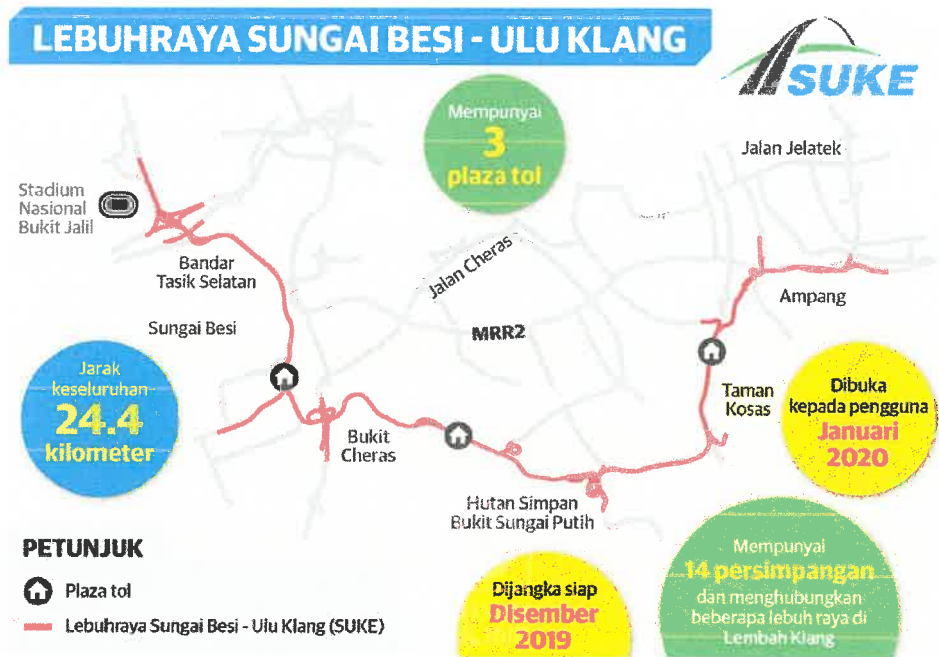 LEBUHRAYA SUNGAI BESI - ULU KLANG
SUKE
Mempunyai
3
plaza tol
Jalan Jelatek
Stadium
Nasional
Bukit Jalil
Bandar
Tasik Selatan
Jalan Cheras
Sungai Besi
MRR2
Ampang
Jarak
keseluruhan
24.4
kilometer
Taman
Kosas
Dibuka
kepada pengguna
Januari
2020
Bukit
Cheras
Hutan Simpan
Bukit Sungai Putih
PETUNJUK
Plaza tol
Lebuhraya Sungai Besi - Ulu Klang (SUKE)
Dijangka siap
Disember
2019
Mempunyai
14 persimpangan
dan menghubungkan
beberapa lebuh raya di
Lembah Klang